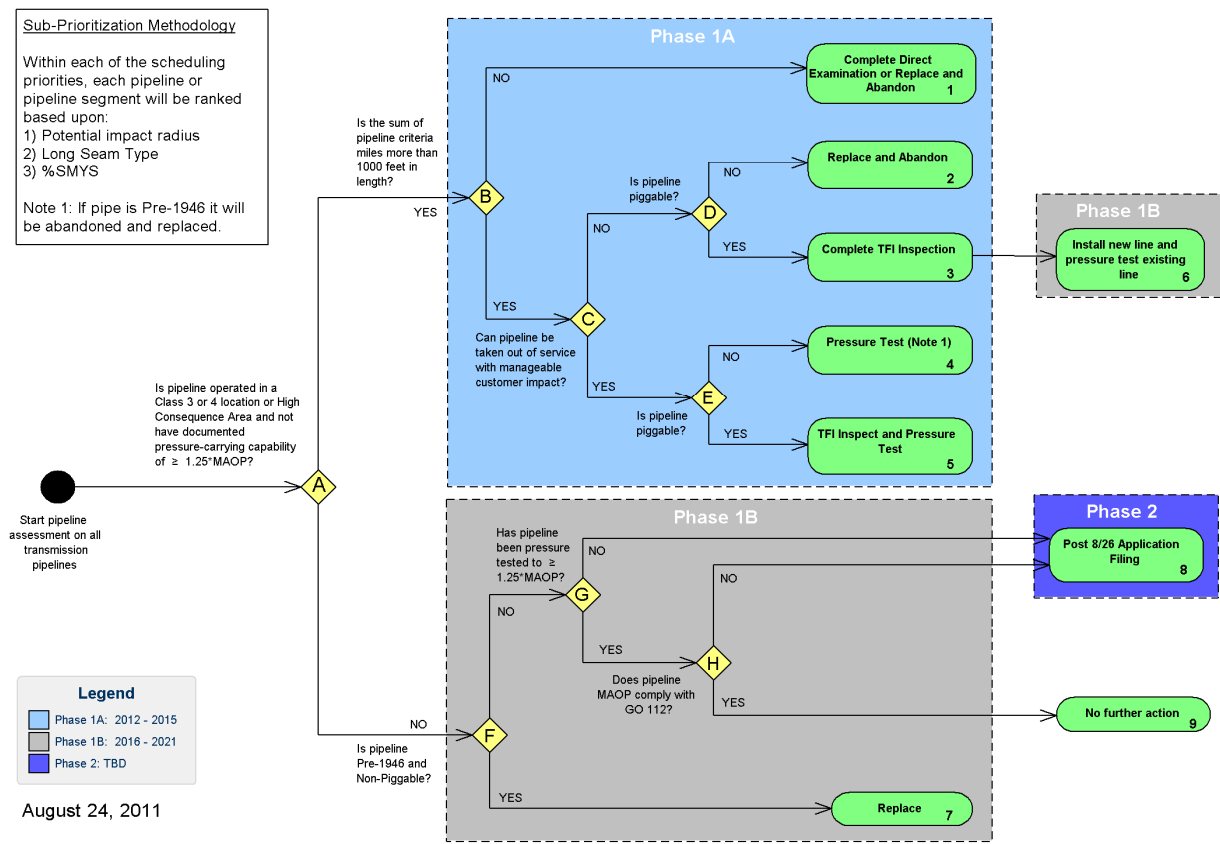 Sub-Prioritization Methodology
Within each of the scheduling
priorities, each pipeline or
pipeline segment will be ranked
based upon:
1) Potential impact radius
2) Long Seam Type
3) %SMYS
Note 1: If pipe is Pre-1946 it will
be abandoned and replaced.
Phase 1A
Complete Direct
Examination or Replace and
Abandon
1
NO
Is the sum of
pipeline criteria
miles more than
1000 feet in
length?
B
YES
Replace and Abandon
2
NO
Is pipeline
piggable?
D
NO
YES
Complete TFI Inspection
3
Phase 1B
Install new line and
pressure test existing
line
6
YES
C
Can pipeline be
taken out of service
with manageable
customer impact?
YES
Pressure Test (Note 1)
4
NO
E
Is pipeline
piggable?
YES
TFI Inspect and Pressure
Test
5
Is pipeline operated in a
Class 3 or 4 location or High
Consequence Area and not
have documented
pressure-carrying capability
of ≥ 1.25*MAOP?
A
Start pipeline
assessment on all
transmission
pipelines
Phase 1B
Has pipeline
been pressure
tested to ≥
1.25*MAOP?
NO
G
NO
YES
Phase 2
Post 8/26 Application
Filing
8
NO
H
Does pipeline
MAOP comply with
GO 112?
YES
No further action
9
NO
F
Is pipeline
Pre-1946 and
Non-Piggable?
YES
Replace
7
Legend
Phase 1A: 2012 - 2015
Phase 1B: 2016 - 2021
Phase 2: TBD
August 24, 2011